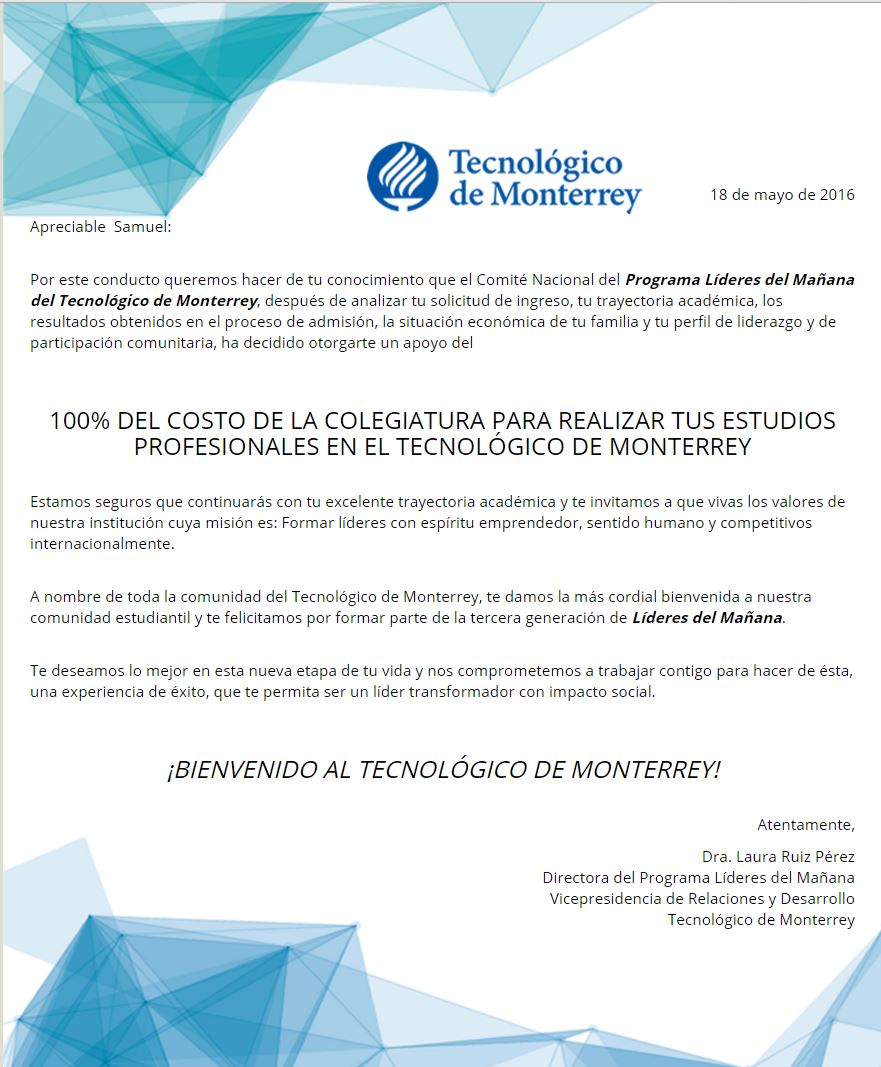 Tecnológico
de Monterrey
18 de mayo de 2016
Apreciable Samuel:
Por este conducto queremos hacer de tu conocimiento que el Comité Nacional del Programa Líderes del Mañana
del Tecnológico de Monterrey, después de analizar tu solicitud de ingreso, tu trayectoria académica, los
resultados obtenidos en el proceso de admisión, la situación económica de tu familia y tu perfil de liderazgo y de
participación comunitaria, ha decidido otorgarte un apoyo del
100% DEL COSTO DE LA COLEGIATURA PARA REALIZAR TUS ESTUDIOS
PROFESIONALES EN EL TECNOLÓGICO DE MONTERREY
Estamos seguros que continuarás con tu excelente trayectoria académica y te invitamos a que vivas los valores de
nuestra institución cuya misión es: Formar líderes con espíritu emprendedor, sentido humano y competitivos
internacionalmente.
A nombre de toda la comunidad del Tecnológico de Monterrey, te damos la más cordial bienvenida a nuestra
comunidad estudiantil y te felicitamos por formar parte de la tercera generación de Líderes del Mañana.
Te deseamos lo mejor en esta nueva etapa de tu vida y nos comprometemos a trabajar contigo para hacer de ésta,
una experiencia de éxito, que te permita ser un líder transformador con impacto social.
¡BIENVENIDO AL TECNOLÓGICO DE MONTERREY!
Atentamente,
Dra. Laura Ruiz Pérez
Directora del Programa Líderes del Mañana
Vicepresidencia de Relaciones y Desarrollo
Tecnológico de Monterrey